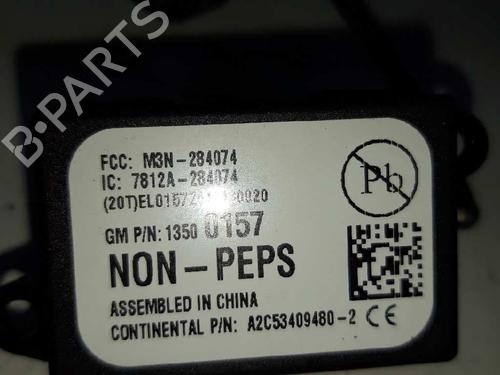 B-PARTS
FCC: M3N-284074
IC: 7812A-284074
Pb
GM P/N: 1350 0157
NON-PEPS
ASSEMBLED IN CHINA
CONTINENTAL P/N: A2C53409480-2 CE